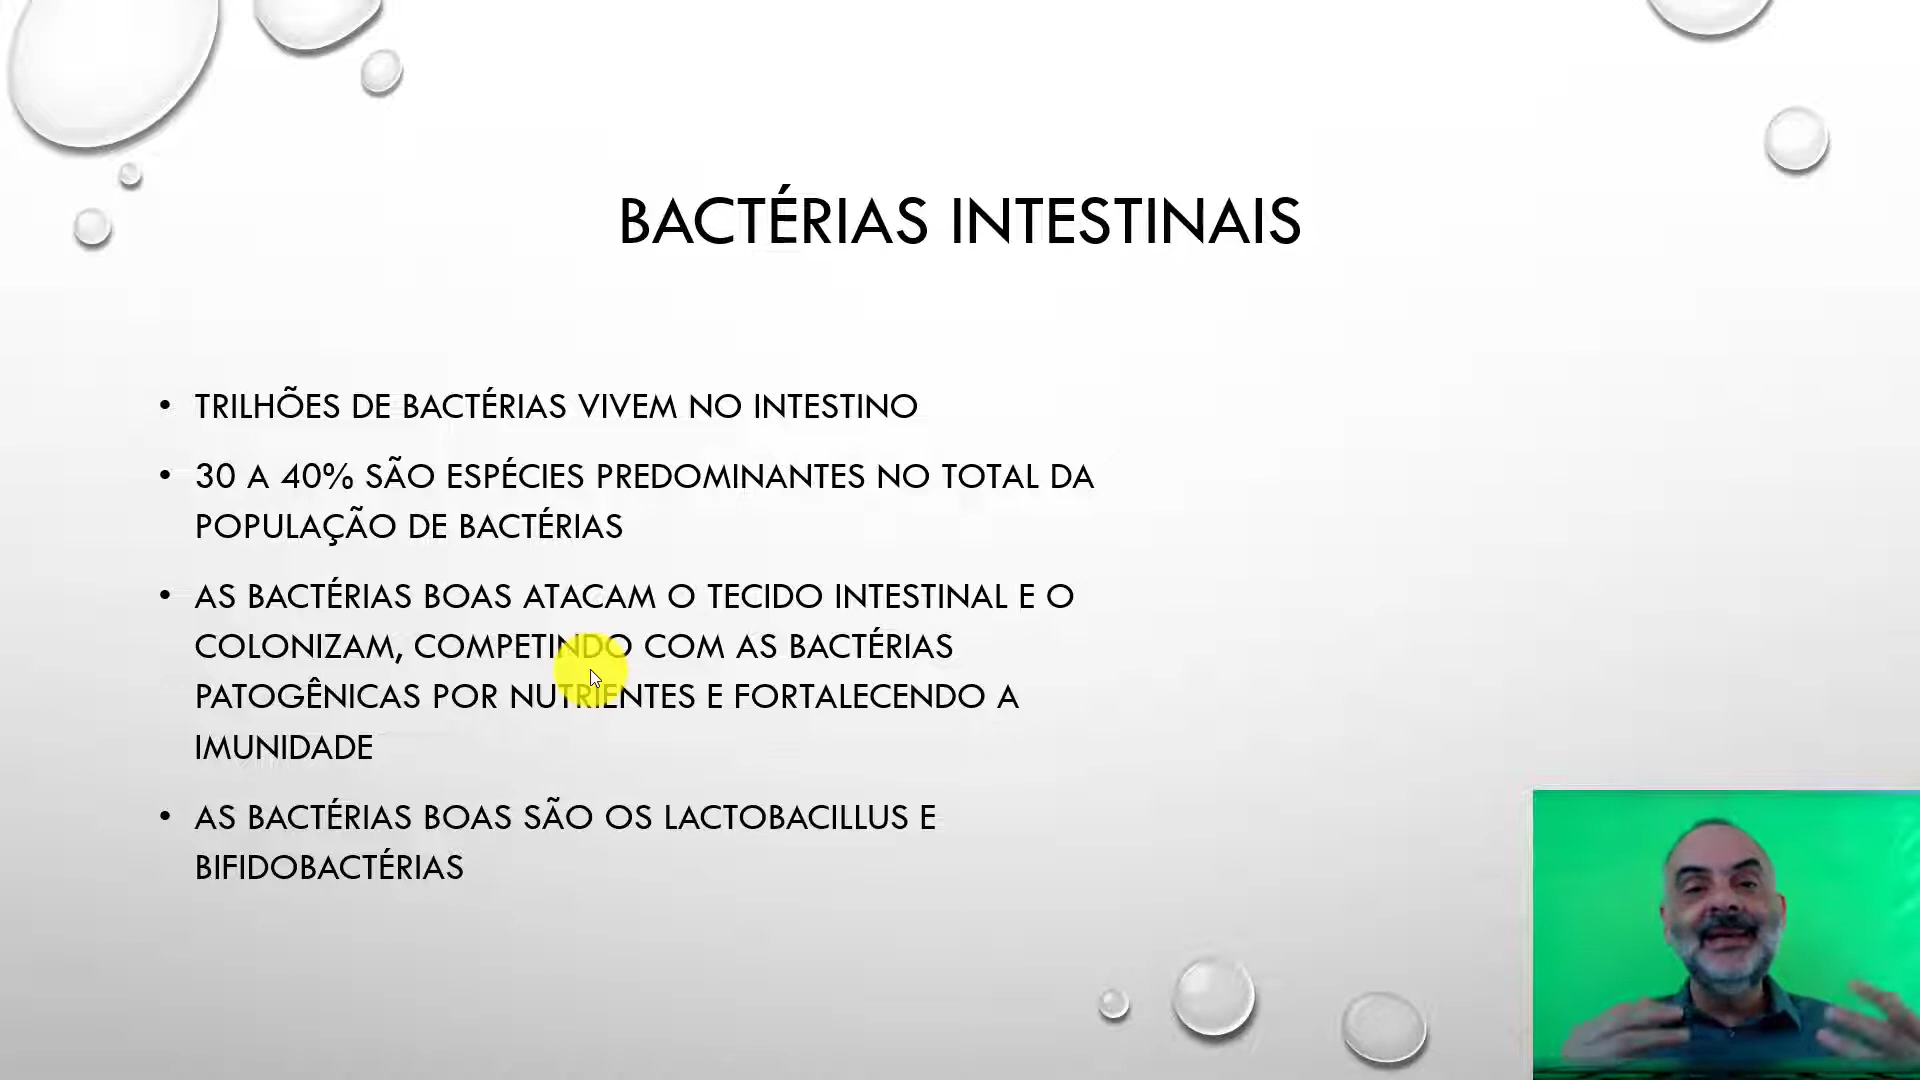 BACTÉRIAS INTESTINAIS
• TRILHÕES DE BACTÉRIAS VIVEM NO INTESTINO
• 30 A 40% SÃO ESPÉCIES PREDOMINANTES NO TOTAL DA
POPULAÇÃO DE BACTÉRIAS
• AS BACTÉRIAS BOAS ATACAM O TECIDO INTESTINAL E O
COLONIZAM, COMPETINDO COM AS BACTÉRIAS
PATOGÊNICAS POR NUTRIENTES E FORTALECENDO A
IMUNIDADE
• AS BACTÉRIAS BOAS SÃO OS LACTOBACILLUS E
BIFIDOBACTÉRIAS